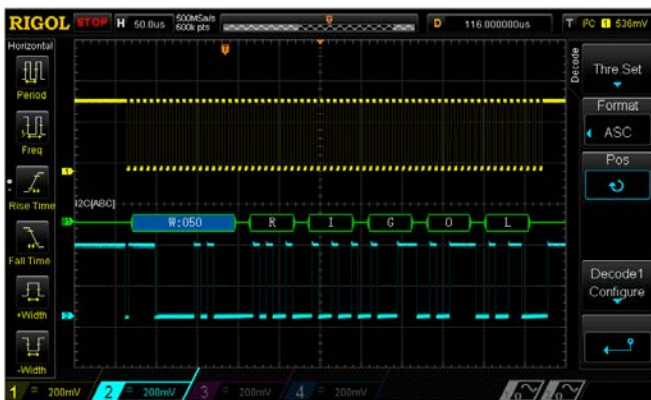 RIGOL STOP H 50.0us 500MSa/s 600k pts D 116.000000us T I²C 1 536mV
Horizontal
Period
Freq
Rise Time
Fall Time
+Width
-Width
I2C[ASC]
W:050 R I G O L
Decode
Thre Set
Format
ASC
Pos
Decode1
Configure
1 = 200mV 2 = 200mV 3 = 200mV 4 = 200mV